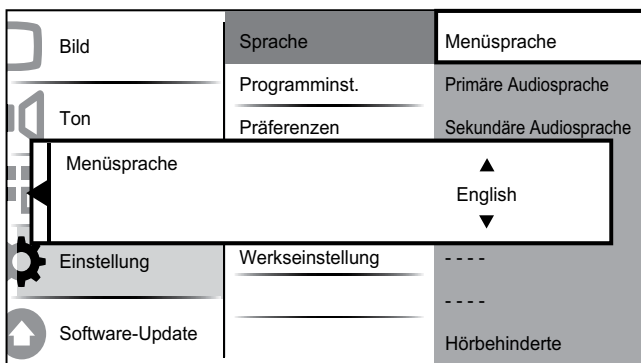 Bild
Sprache
Menüsprache
Programminst.
Primäre Audiosprache
Ton
Präferenzen
Sekundäre Audiosprache
Menüsprache
English
Einstellung
Werkseinstellung
- - - -
- - - -
Software-Update
Hörbehinderte